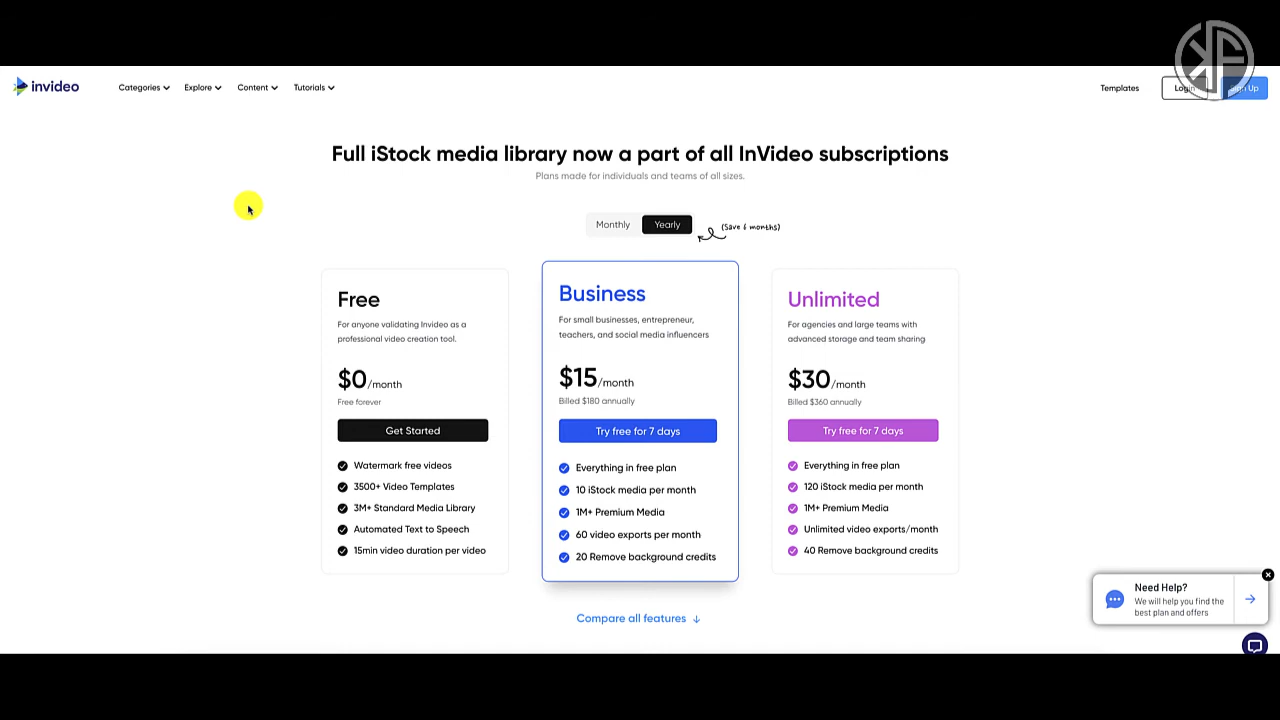 invideo
Categories
Explore
Content
Tutorials
Templates
Login
Sign Up
KF
Full iStock media library now a part of all InVideo subscriptions
Plans made for individuals and teams of all sizes.
Monthly
Yearly
(Save 6 months)
Free
For anyone validating Invideo as a
professional video creation tool.
$0/month
Free forever
Get Started
Watermark free videos
3500+ Video Templates
3M+ Standard Media Library
Automated Text to Speech
15min video duration per video
Business
For small businesses, entrepreneur,
teachers, and social media influencers
$15/month
Billed $180 annually
Try free for 7 days
Everything in free plan
10 iStock media per month
1M+ Premium Media
60 video exports per month
20 Remove background credits
Unlimited
For agencies and large teams with
advanced storage and team sharing
$30/month
Billed $360 annually
Try free for 7 days
Everything in free plan
120 iStock media per month
1M+ Premium Media
Unlimited video exports/month
40 Remove background credits
Compare all features
Need Help?
We will help you find the
best plan and offers